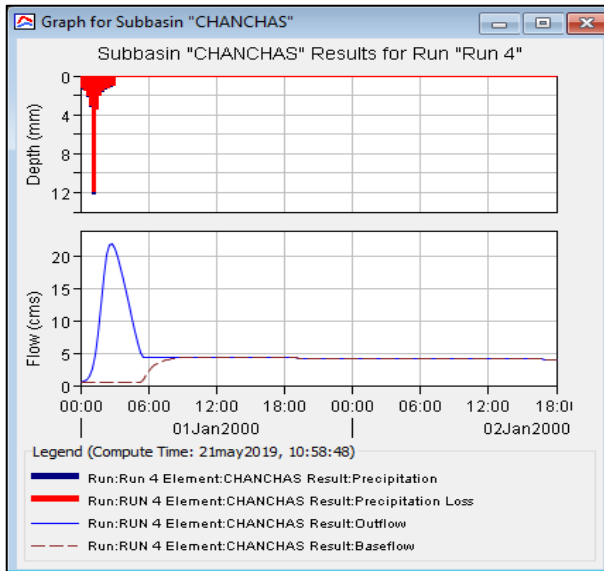 Graph for Subbasin "CHANCHAS"
Subbasin "CHANCHAS" Results for Run "Run 4"
Depth (mm)
0
4
8
12
Flow (cms)
20
15
10
5
0
00:00 06:00 12:00 18:00 00:00 06:00 12:00 18:0
01Jan2000 02Jan2000
Legend (Compute Time: 21may2019, 10:58:48)
Run:Run 4 Element:CHANCHAS Result:Precipitation
Run:RUN 4 Element:CHANCHAS Result:Precipitation Loss
Run:RUN 4 Element:CHANCHAS Result:Outflow
Run:RUN 4 Element:CHANCHAS Result:Baseflow